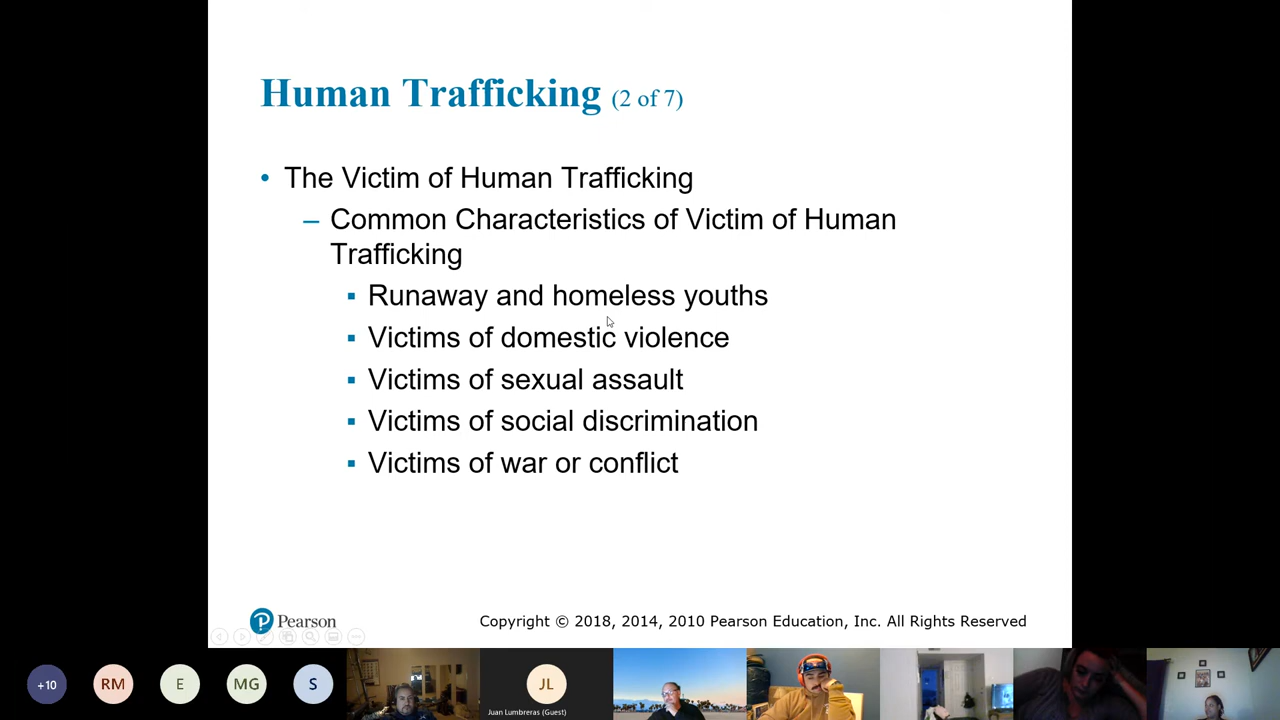 Human Trafficking (2 of 7)
• The Victim of Human Trafficking
– Common Characteristics of Victim of Human
Trafficking
▪ Runaway and homeless youths
▪ Victims of domestic violence
▪ Victims of sexual assault
▪ Victims of social discrimination
▪ Victims of war or conflict
Pearson
Copyright © 2018, 2014, 2010 Pearson Education, Inc. All Rights Reserved
+10
RM
E
MG
S
JL
Juan Lumbreras (Guest)